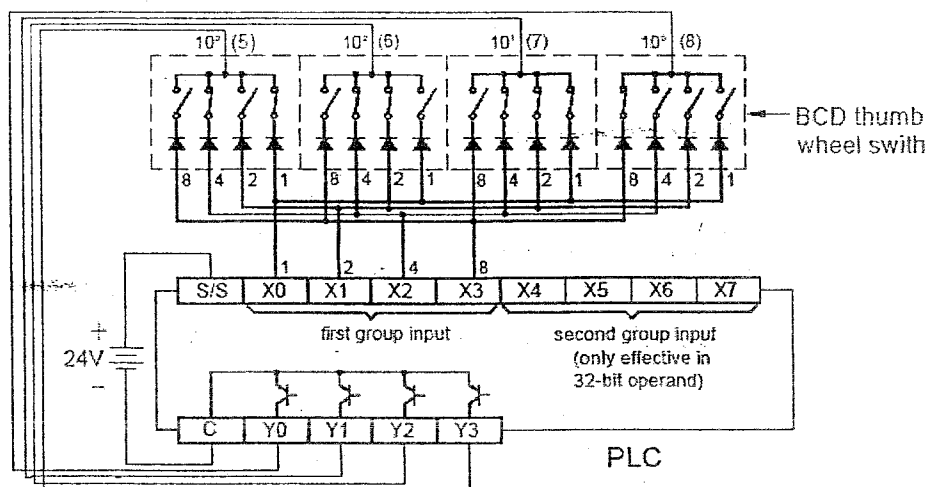 10³ (5) 10² (6) 10¹ (7) 10⁰ (8)
BCD thumb
wheel swith
8 4 2 1 8 4 2 1 8 4 2 1 8 4 2 1
1 2 4 8
S/S X0 X1 X2 X3 X4 X5 X6 X7
first group input
second group input
(only effective in
32-bit operand)
+
24V
−
C Y0 Y1 Y2 Y3
PLC